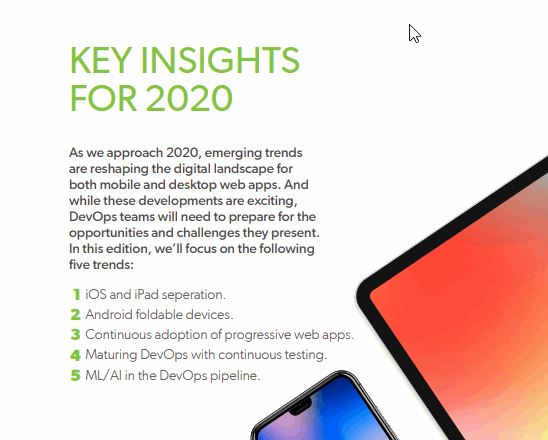 KEY INSIGHTS
FOR 2020
As we approach 2020, emerging trends
are reshaping the digital landscape for
both mobile and desktop web apps. And
while these developments are exciting,
DevOps teams will need to prepare for the
opportunities and challenges they present.
In this edition, we’ll focus on the following
five trends:
1 iOS and iPad seperation.
2 Android foldable devices.
3 Continuous adoption of progressive web apps.
4 Maturing DevOps with continuous testing.
5 ML/AI in the DevOps pipeline.